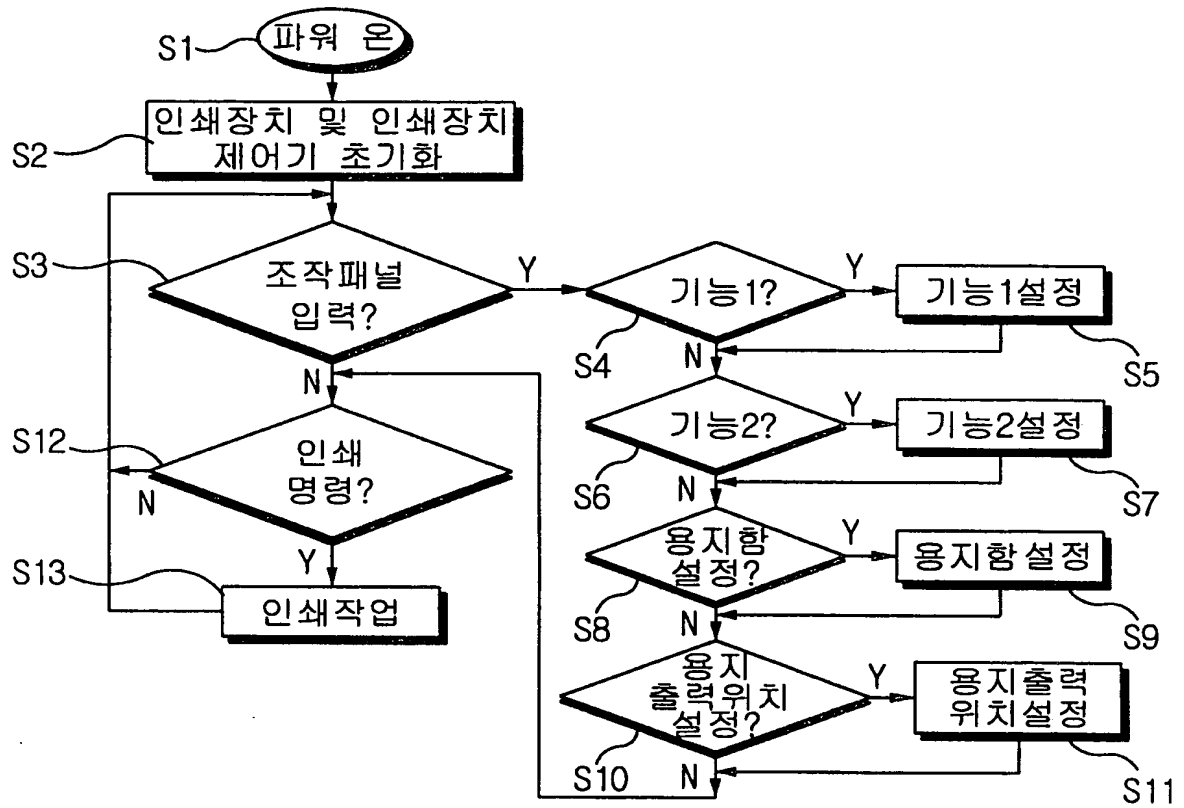 S1
파워 온
S2
인쇄장치 및 인쇄장치
제어기 초기화
S3
조작패널
입력?
Y
N
S4
기능1?
Y
N
기능1설정
S5
S6
기능2?
Y
N
기능2설정
S7
S8
용지함
설정?
Y
N
용지함설정
S9
S10
용지
출력위치
설정?
Y
N
용지출력
위치설정
S11
S12
인쇄
명령?
N
Y
S13
인쇄작업